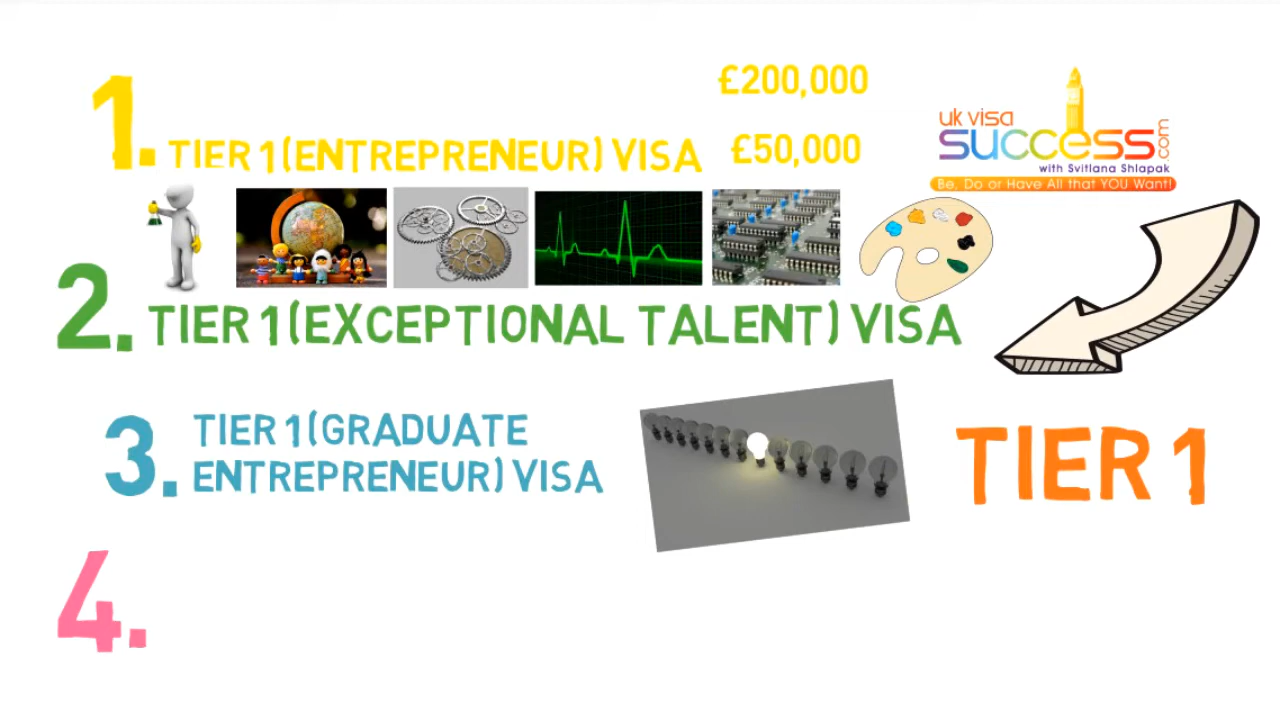 £200,000
1. TIER 1 (ENTREPRENEUR) VISA £50,000
uk visa
success.com
with Svitlana Shlapak
Be, Do or Have All that YOU Want!
2. TIER 1 (EXCEPTIONAL TALENT) VISA
3. TIER 1 (GRADUATE
ENTREPRENEUR) VISA
TIER 1
4.